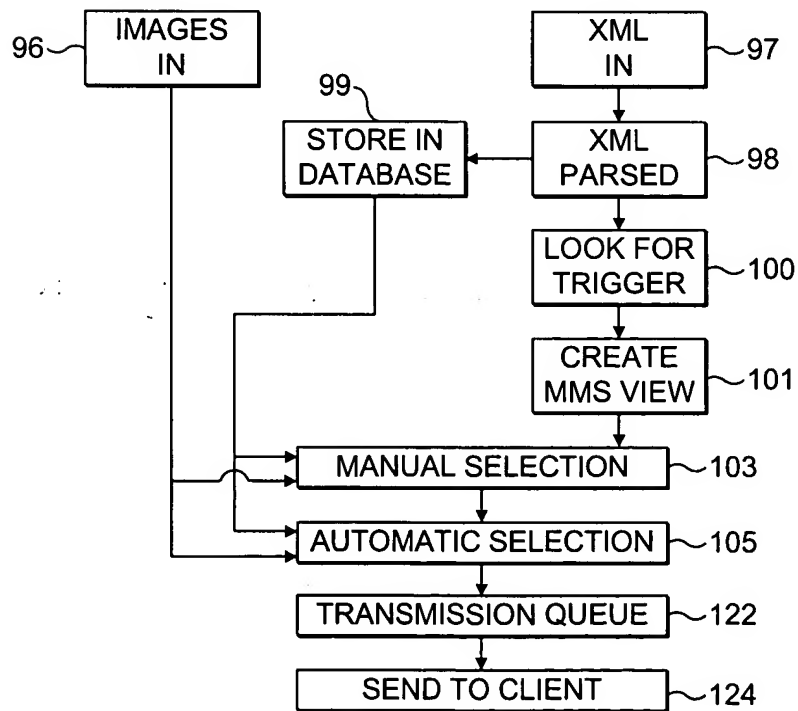 96
IMAGES
IN
XML
IN
97
99
STORE IN
DATABASE
XML
PARSED
98
LOOK FOR
TRIGGER
100
CREATE
MMS VIEW
101
MANUAL SELECTION
103
AUTOMATIC SELECTION
105
TRANSMISSION QUEUE
122
SEND TO CLIENT
124